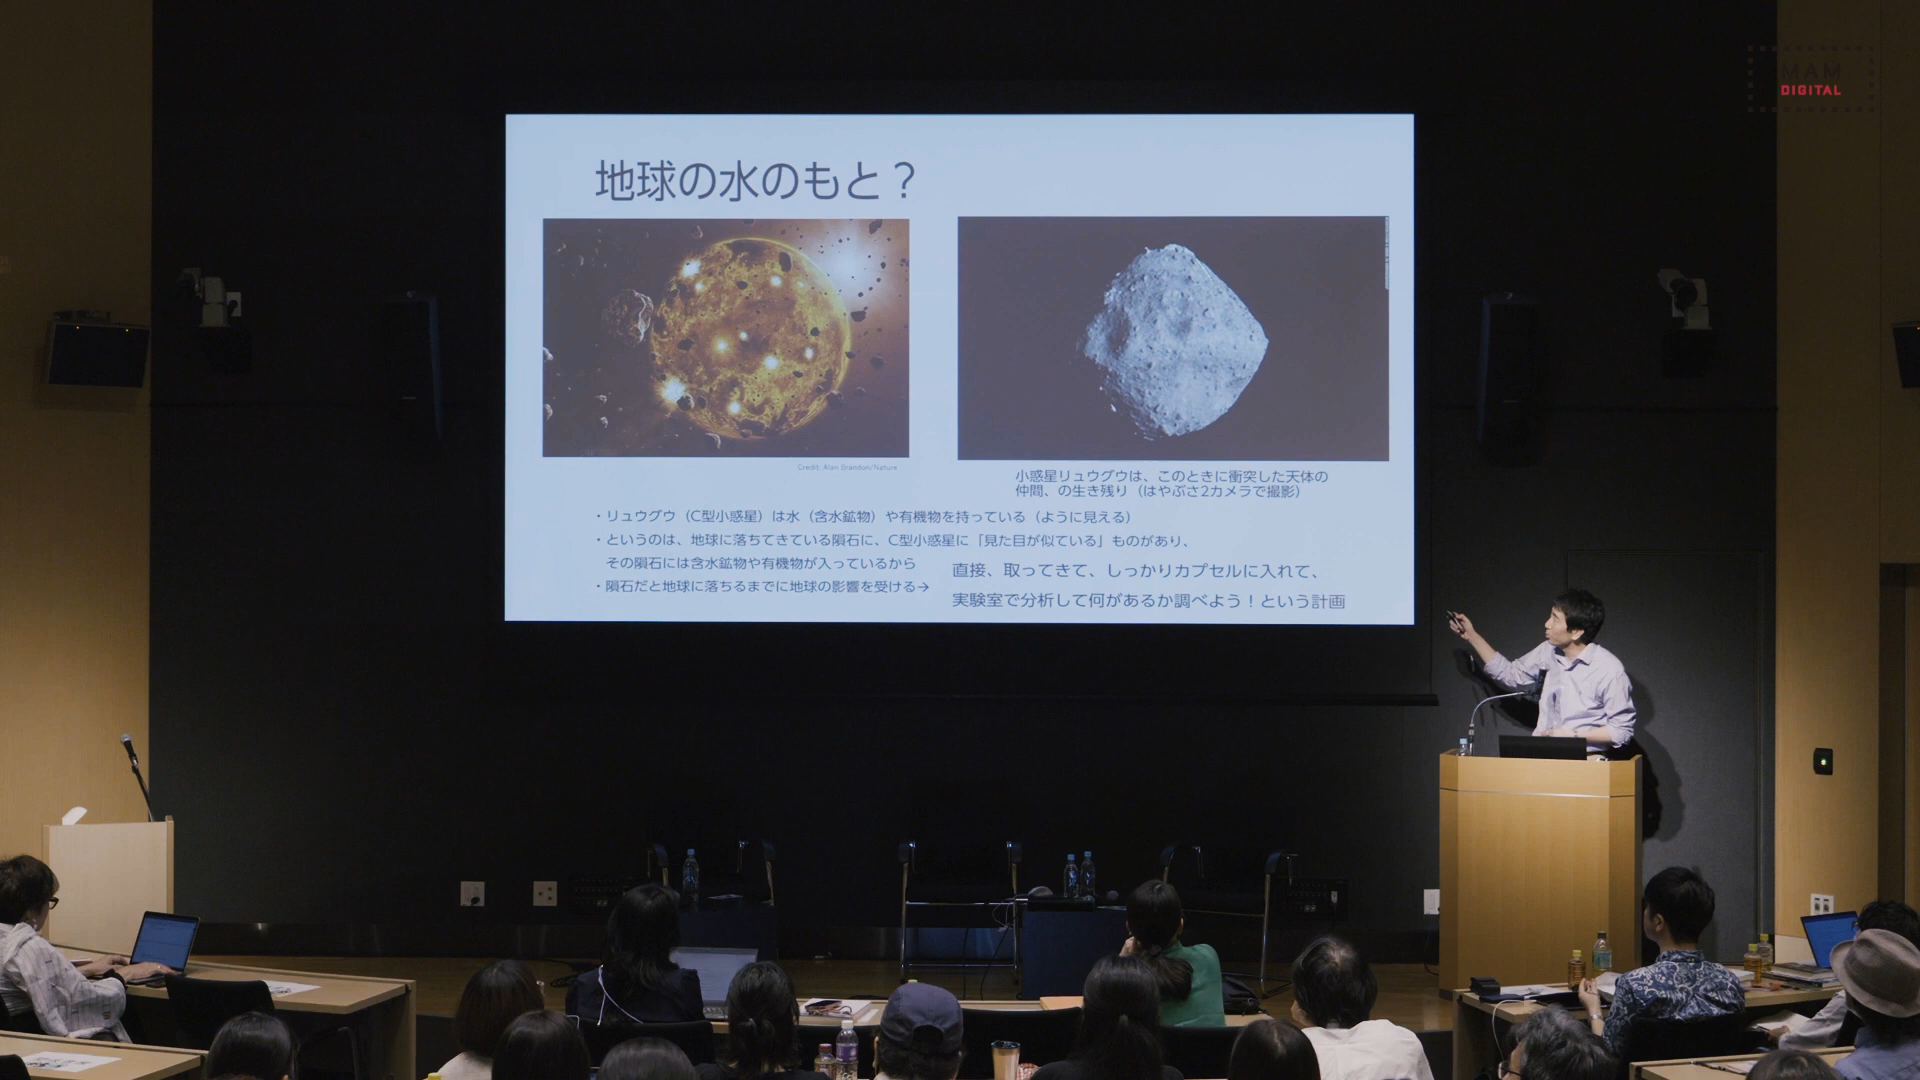 MAM
DIGITAL
地球の水のもと？
Credit: Alan Brandon/Nature
小惑星リュウグウは、このときに衝突した天体の
仲間、の生き残り（はやぶさ2カメラで撮影）
・リュウグウ（C型小惑星）は水（含水鉱物）や有機物を持っている（ように見える）
・というのは、地球に落ちてきている隕石に、C型小惑星に「見た目が似ている」ものがあり、
その隕石には含水鉱物や有機物が入っているから
・隕石だと地球に落ちるまでに地球の影響を受ける→
直接、取ってきて、しっかりカプセルに入れて、
実験室で分析して何があるか調べよう！という計画